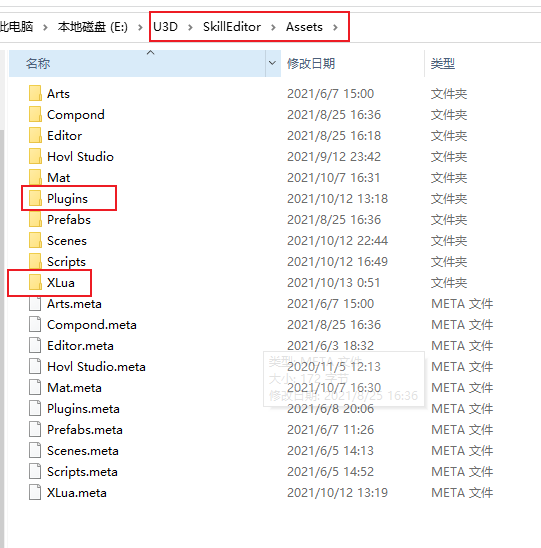 此电脑 > 本地磁盘 (E:) > U3D > SkillEditor > Assets >
名称 修改日期 类型
Arts 2021/6/7 15:00 文件夹
Compond 2021/8/25 16:36 文件夹
Editor 2021/8/25 16:18 文件夹
Hovl Studio 2021/9/12 23:42 文件夹
Mat 2021/10/7 16:31 文件夹
Plugins 2021/10/12 13:18 文件夹
Prefabs 2021/8/25 16:36 文件夹
Scenes 2021/10/12 22:44 文件夹
Scripts 2021/10/12 16:49 文件夹
XLua 2021/10/13 0:51 文件夹
Arts.meta 2021/6/7 15:00 META 文件
Compond.meta 2021/8/25 16:36 META 文件
Editor.meta 2021/6/3 18:32 META 文件
Hovl Studio.meta 2020/11/5 12:13 META 文件
Mat.meta 2021/10/7 16:30 META 文件
Plugins.meta 2021/6/8 20:06 META 文件
Prefabs.meta 2021/6/7 11:26 META 文件
Scenes.meta 2021/6/5 14:13 META 文件
Scripts.meta 2021/6/5 14:52 META 文件
XLua.meta 2021/10/12 13:19 META 文件
类型: META 文件
大小: 172 字节
修改日期: 2021/8/25 16:36